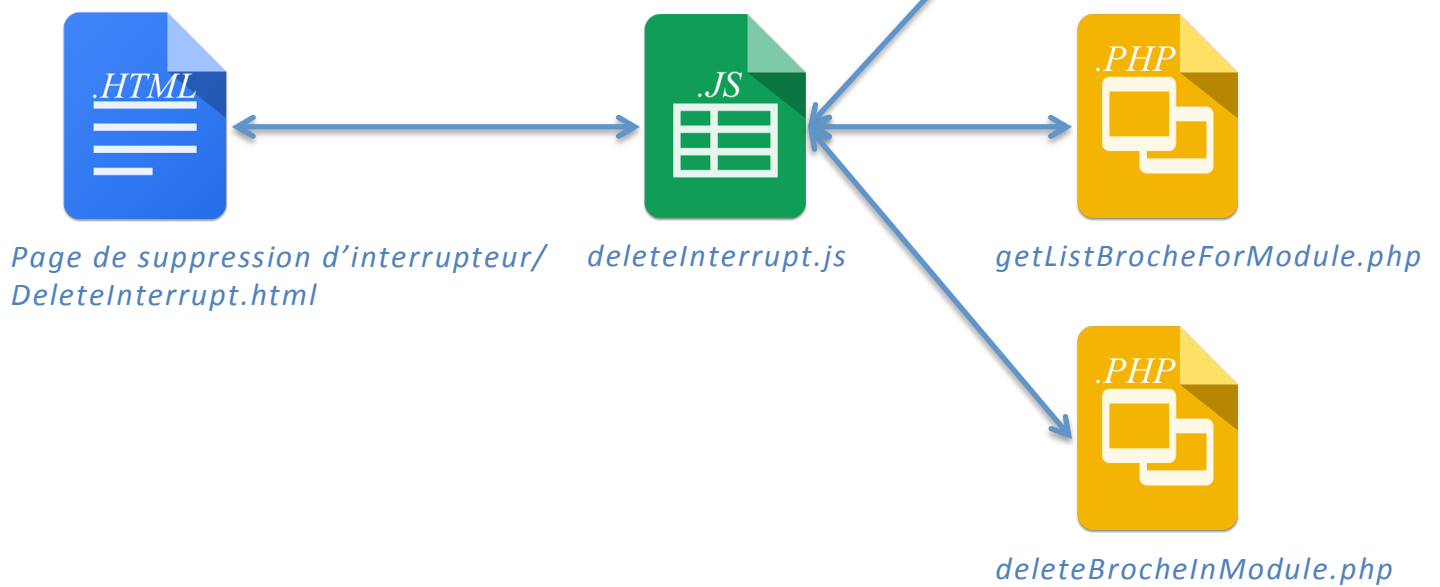 .HTML
.JS
.PHP
Page de suppression d’interrupteur/
DeleteInterrupt.html
deleteInterrupt.js
getListBrocheForModule.php
.PHP
deleteBrocheInModule.php